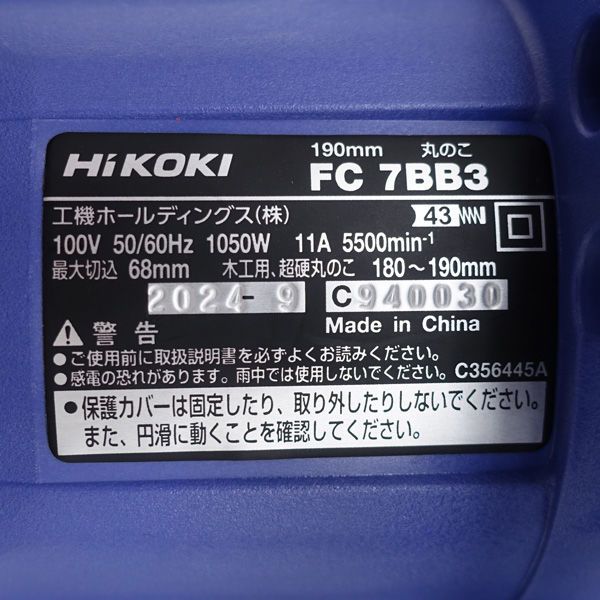 HiKOKI
190mm 丸のこ
FC 7BB3
工機ホールディングス(株)
43
100V 50/60Hz 1050W 11A 5500min-1
最大切込 68mm 木工用、超硬丸のこ 180～190mm
2024-9 C940030
警告 Made in China
●ご使用前に取扱説明書を必ずよくお読みください。
●感電の恐れがあります。雨中では使用しないでください。 C356445A
●保護カバーは固定したり、取り外したりしないでください。
また、円滑に動くことを確認してください。